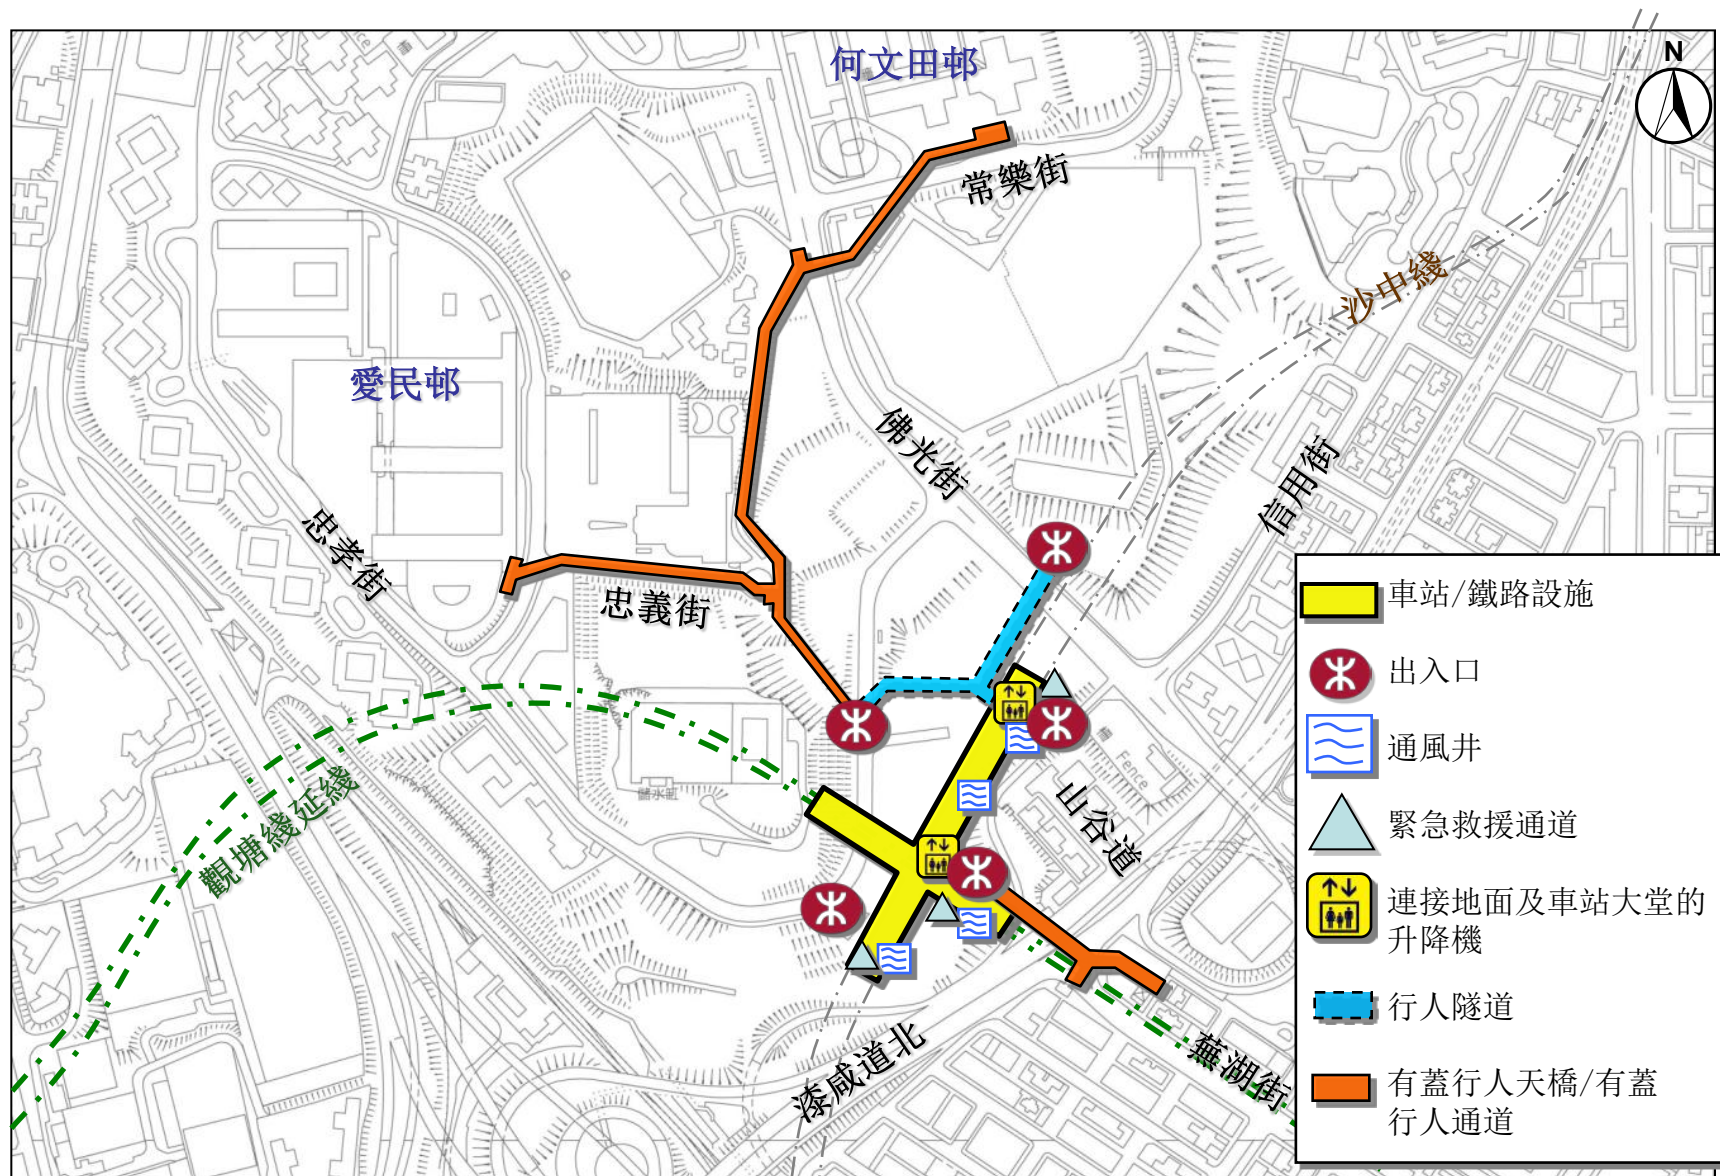 何文田邨
N
常樂街
沙中綫
愛民邨
佛光街
信用街
忠孝街
忠義街
車站/鐵路設施
出入口
通風井
山谷道
Fence
觀塘綫延綫
緊急救援通道
連接地面及車站大堂的
升降機
行人隧道
漆咸道北
蕪湖街
有蓋行人天橋/有蓋
行人通道